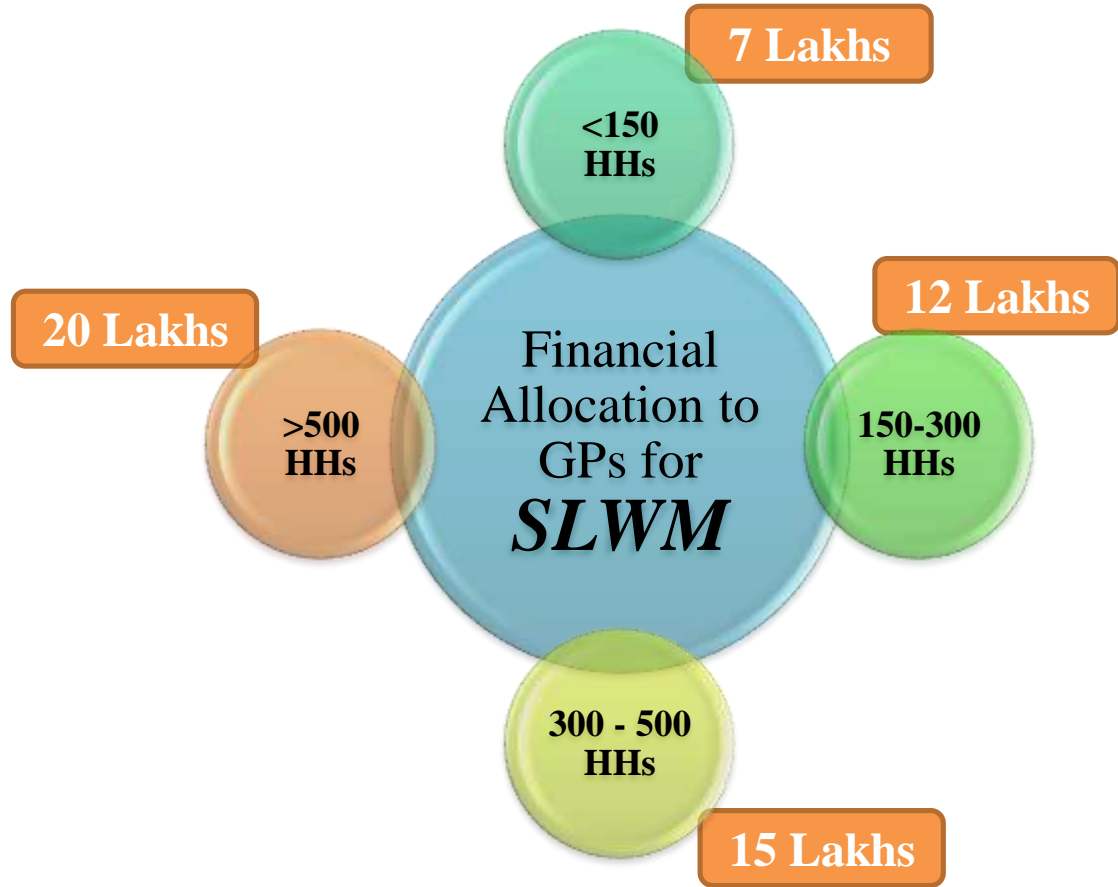 7 Lakhs
<150
HHs
12 Lakhs
20 Lakhs
Financial
Allocation to
GPs for
SLWM
>500
HHs
150-300
HHs
300 - 500
HHs
15 Lakhs